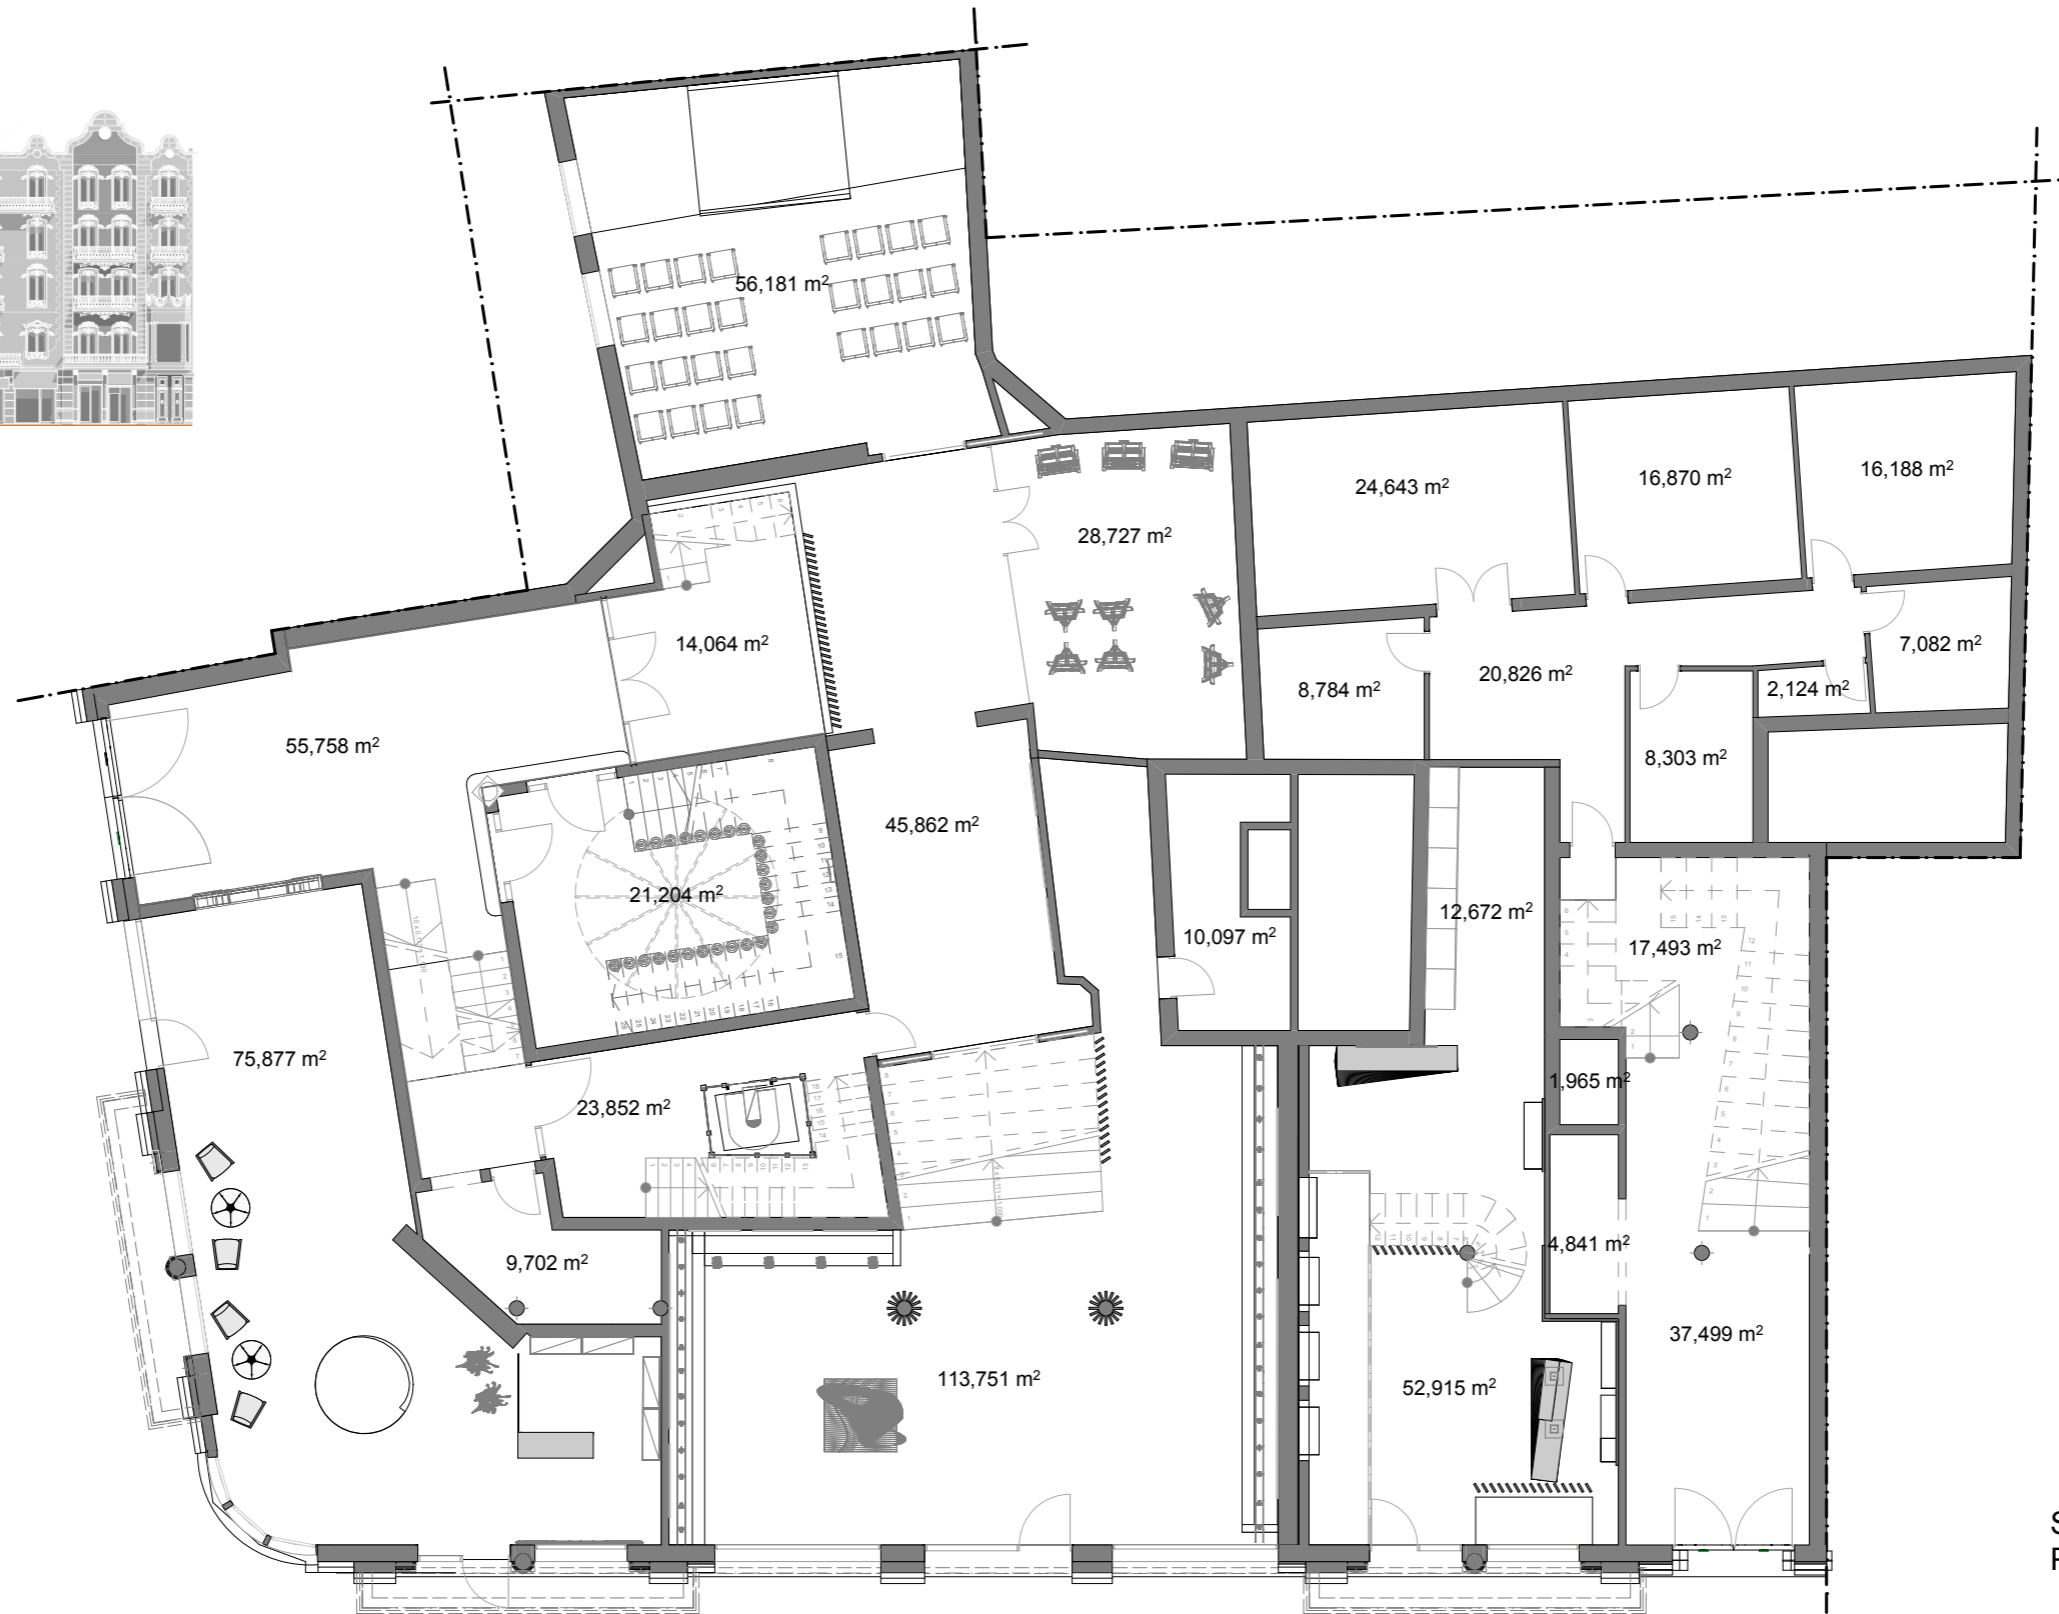 56,181 m²
24,643 m²
16,870 m²
16,188 m²
28,727 m²
14,064 m²
7,082 m²
20,826 m²
8,784 m²
2,124 m²
55,758 m²
8,303 m²
45,862 m²
21,204 m²
12,672 m²
10,097 m²
17,493 m²
75,877 m²
1,965 m²
23,852 m²
4,841 m²
9,702 m²
37,499 m²
113,751 m²
52,915 m²